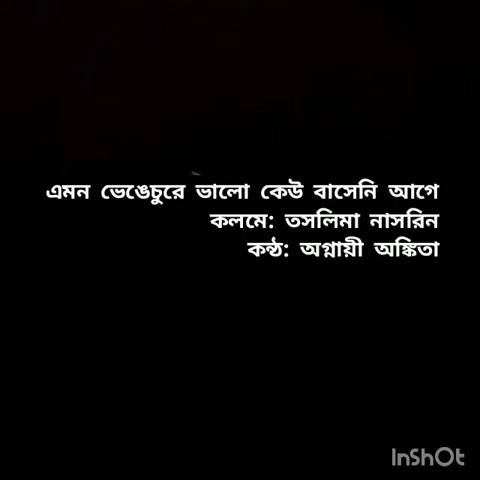 এমন ভেঙেচুরে ভালো কেউ বাসেনি আগে
কলমে: তসলিমা নাসরিন
কন্ঠ: অগ্নায়ী অঙ্কিতা
InShOt